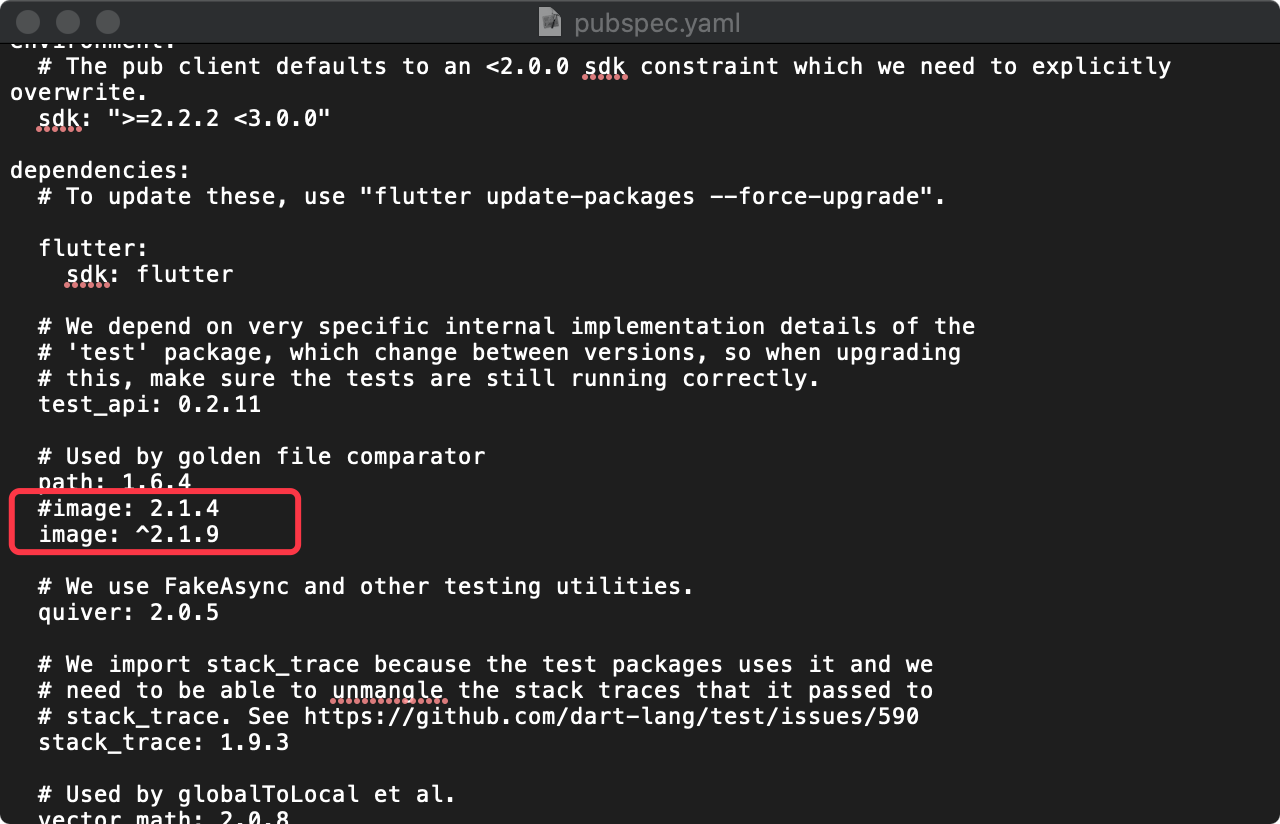 pubspec.yaml
environment:
# The pub client defaults to an <2.0.0 sdk constraint which we need to explicitly
overwrite.
sdk: ">=2.2.2 <3.0.0"
dependencies:
# To update these, use "flutter update-packages --force-upgrade".
flutter:
sdk: flutter
# We depend on very specific internal implementation details of the
# 'test' package, which change between versions, so when upgrading
# this, make sure the tests are still running correctly.
test_api: 0.2.11
# Used by golden file comparator
path: 1.6.4
#image: 2.1.4
image: ^2.1.9
# We use FakeAsync and other testing utilities.
quiver: 2.0.5
# We import stack_trace because the test packages uses it and we
# need to be able to unmangle the stack traces that it passed to
# stack_trace. See https://github.com/dart-lang/test/issues/590
stack_trace: 1.9.3
# Used by globalToLocal et al.
vector_math: 2.0.8